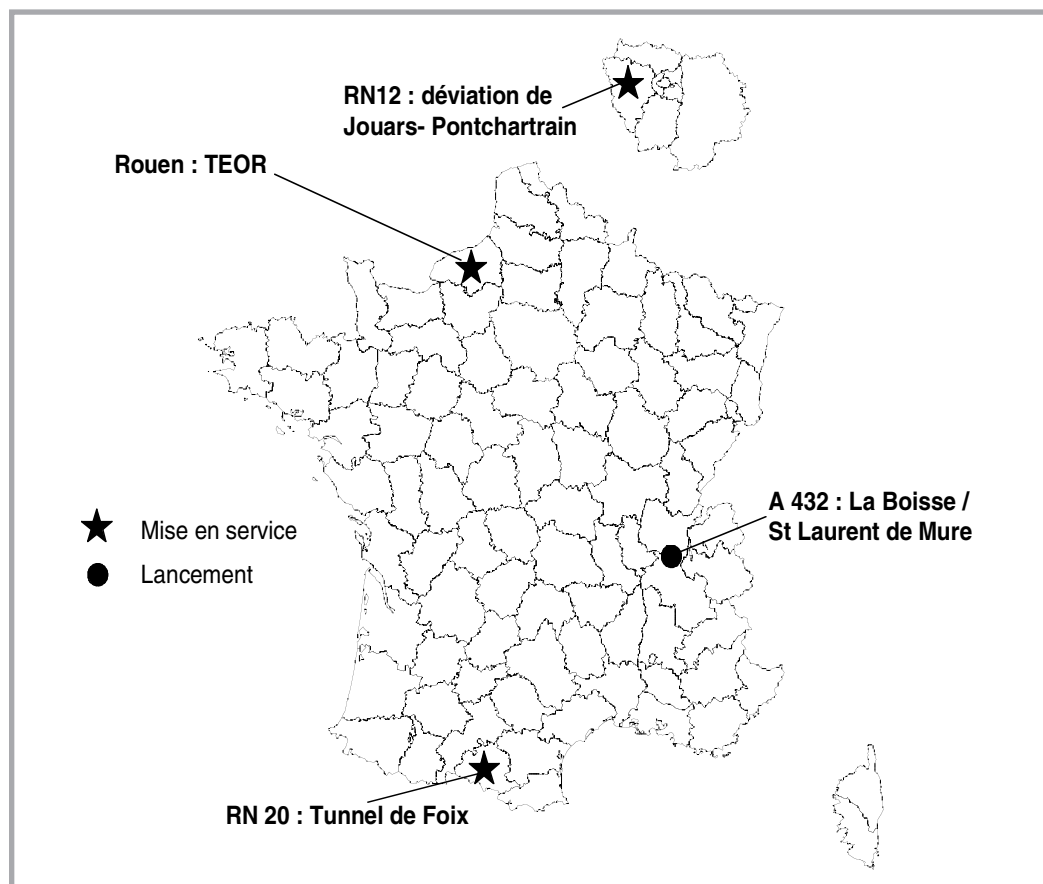 RN12 : déviation de
Jouars- Pontchartrain
Rouen : TEOR
A 432 : La Boisse /
St Laurent de Mure
Mise en service
Lancement
RN 20 : Tunnel de Foix